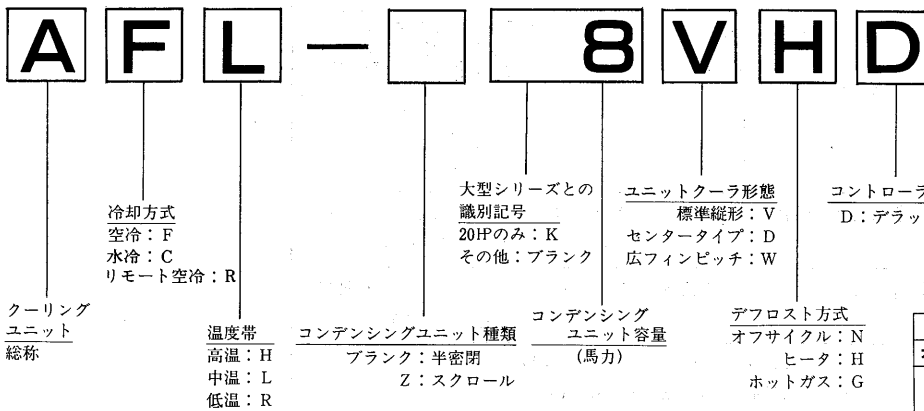 AFL－□ 8VHD
冷却方式
空冷：F
水冷：C
リモート空冷：R
クーリング
ユニット
総称
温度帯
高温：H
中温：L
低温：R
大型シリーズとの
識別記号
20HPのみ：K
その他：ブランク
コンデンシングユニット種類
ブランク：半密閉
Z：スクロール
コンデンシング
ユニット容量
(馬力)
ユニットクーラ形態
標準縦形：V
センタータイプ：D
広フィンピッチ：W
デフロスト方式
オフサイクル：N
ヒータ：H
ホットガス：G
コントローラ
D：デラッ